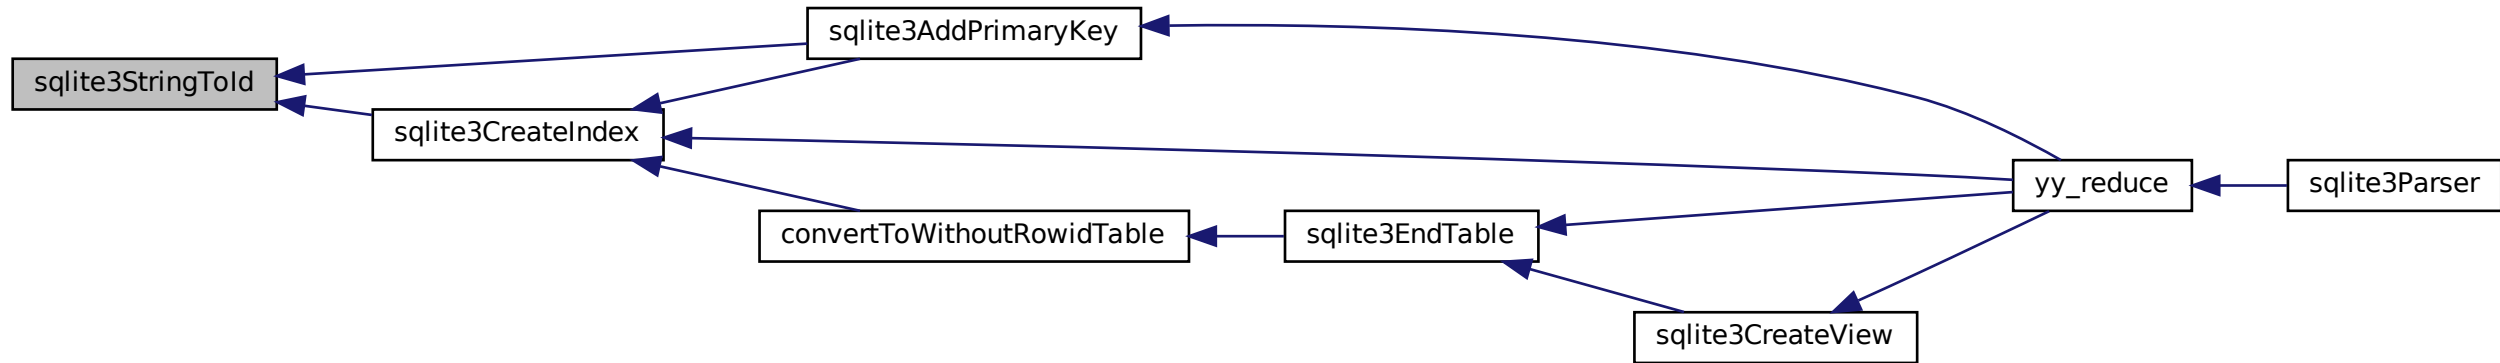 sqlite3StringToId
sqlite3AddPrimaryKey
sqlite3CreateIndex
convertToWithoutRowidTable
sqlite3EndTable
sqlite3CreateView
yy_reduce
sqlite3Parser